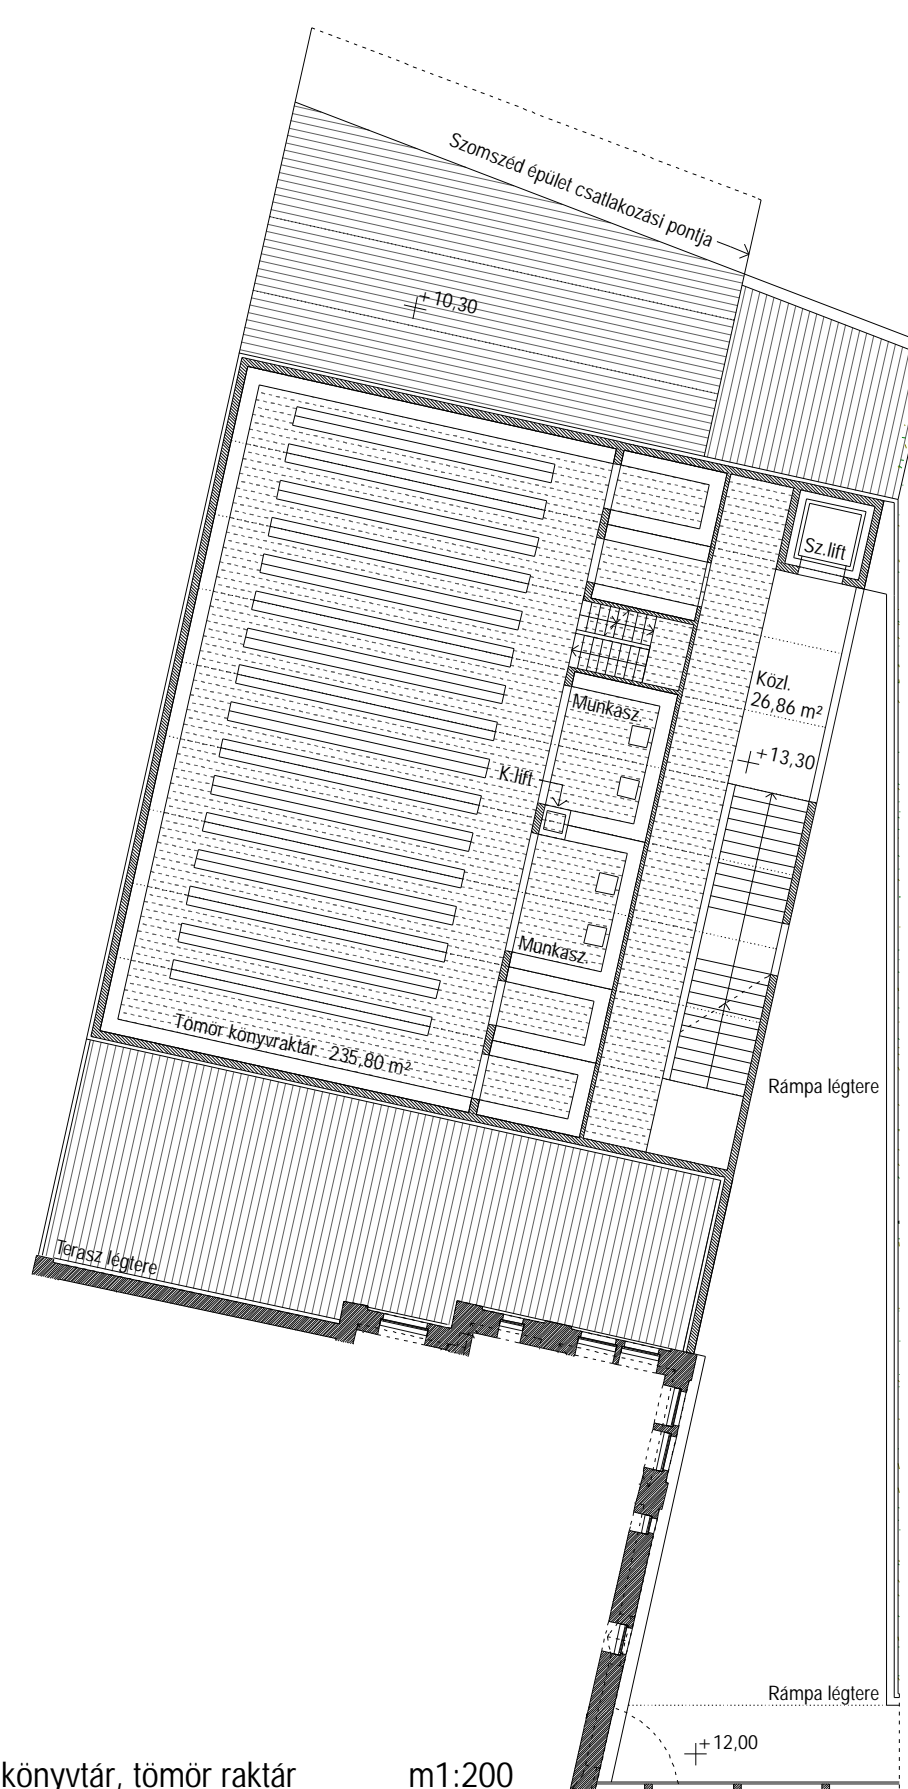 Szomszéd épület csatlakozási pontja
+10,30
Sz.lift
Közl.
26,86 m²
Munkasz.
+13,30
K.lift
Munkasz.
Tömör könyvraktár 235,80 m²
Rámpa légtere
Terasz légtere
Rámpa légtere
+12,00
könyvtár, tömör raktár m1:200